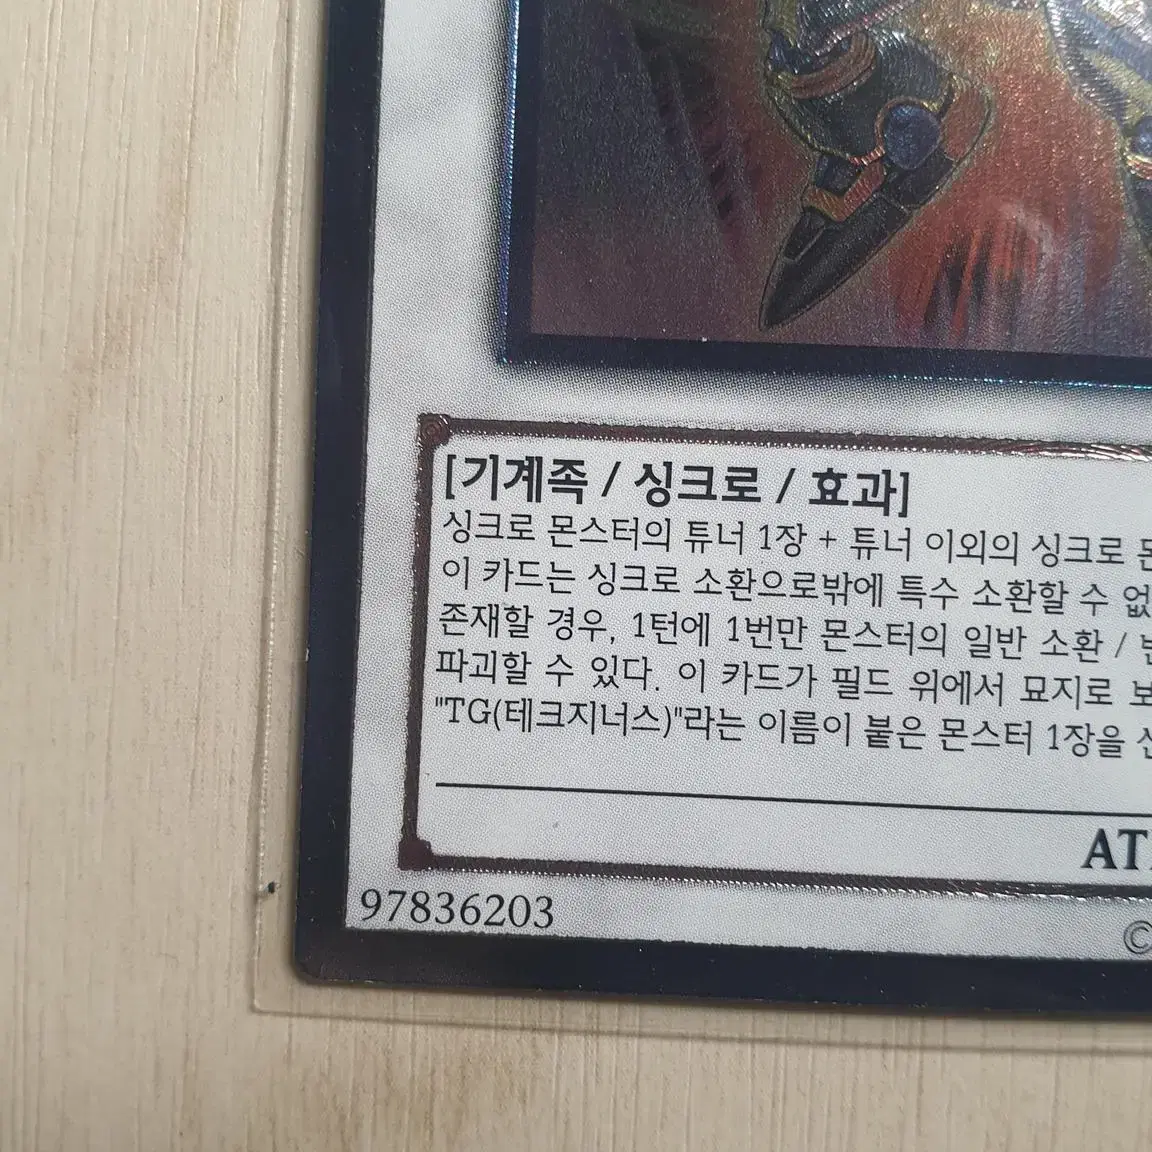 [기계족 / 싱크로 / 효과]
싱크로 몬스터의 튜너 1장 + 튜너 이외의 싱크로
이 카드는 싱크로 소환으로밖에 특수 소환할 수 없
존재할 경우, 1턴에 1번만 몬스터의 일반 소환 /
파괴할 수 있다. 이 카드가 필드 위에서 묘지로 보
"TG(테크지너스)"라는 이름이 붙은 몬스터 1장을
AT
97836203
©